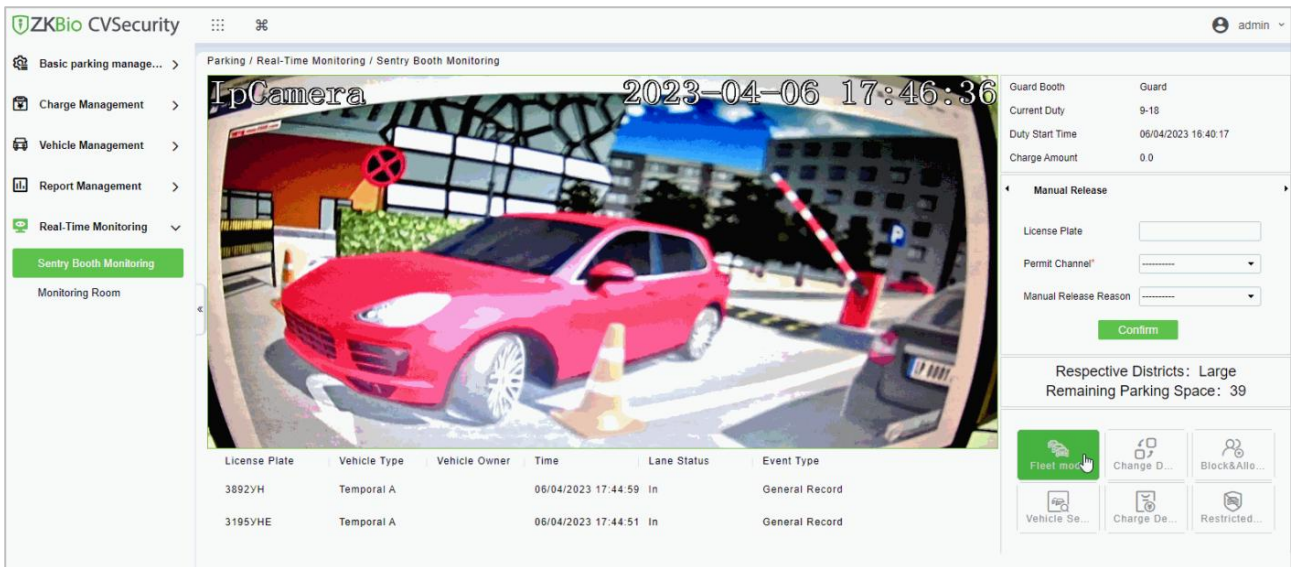 ZKBio CVSecurity
admin
Basic parking manage...
Charge Management
Vehicle Management
Report Management
Real-Time Monitoring
Sentry Booth Monitoring
Monitoring Room
Parking / Real-Time Monitoring / Sentry Booth Monitoring
IpCamera 2023-04-06 17:46:36
P
License Plate Vehicle Type Vehicle Owner Time Lane Status Event Type
3892УН Temporal A 06/04/2023 17:44:59 In General Record
3195УНЕ Temporal A 06/04/2023 17:44:51 In General Record
Guard Booth Guard
Current Duty 9-18
Duty Start Time 06/04/2023 16:40:17
Charge Amount 0.0
Manual Release
License Plate
Permit Channel* ----------
Manual Release Reason ----------
Confirm
Respective Districts: Large
Remaining Parking Space: 39
Fleet mod Change D... Block&Allo...
Vehicle Se... Charge De... Restricted...